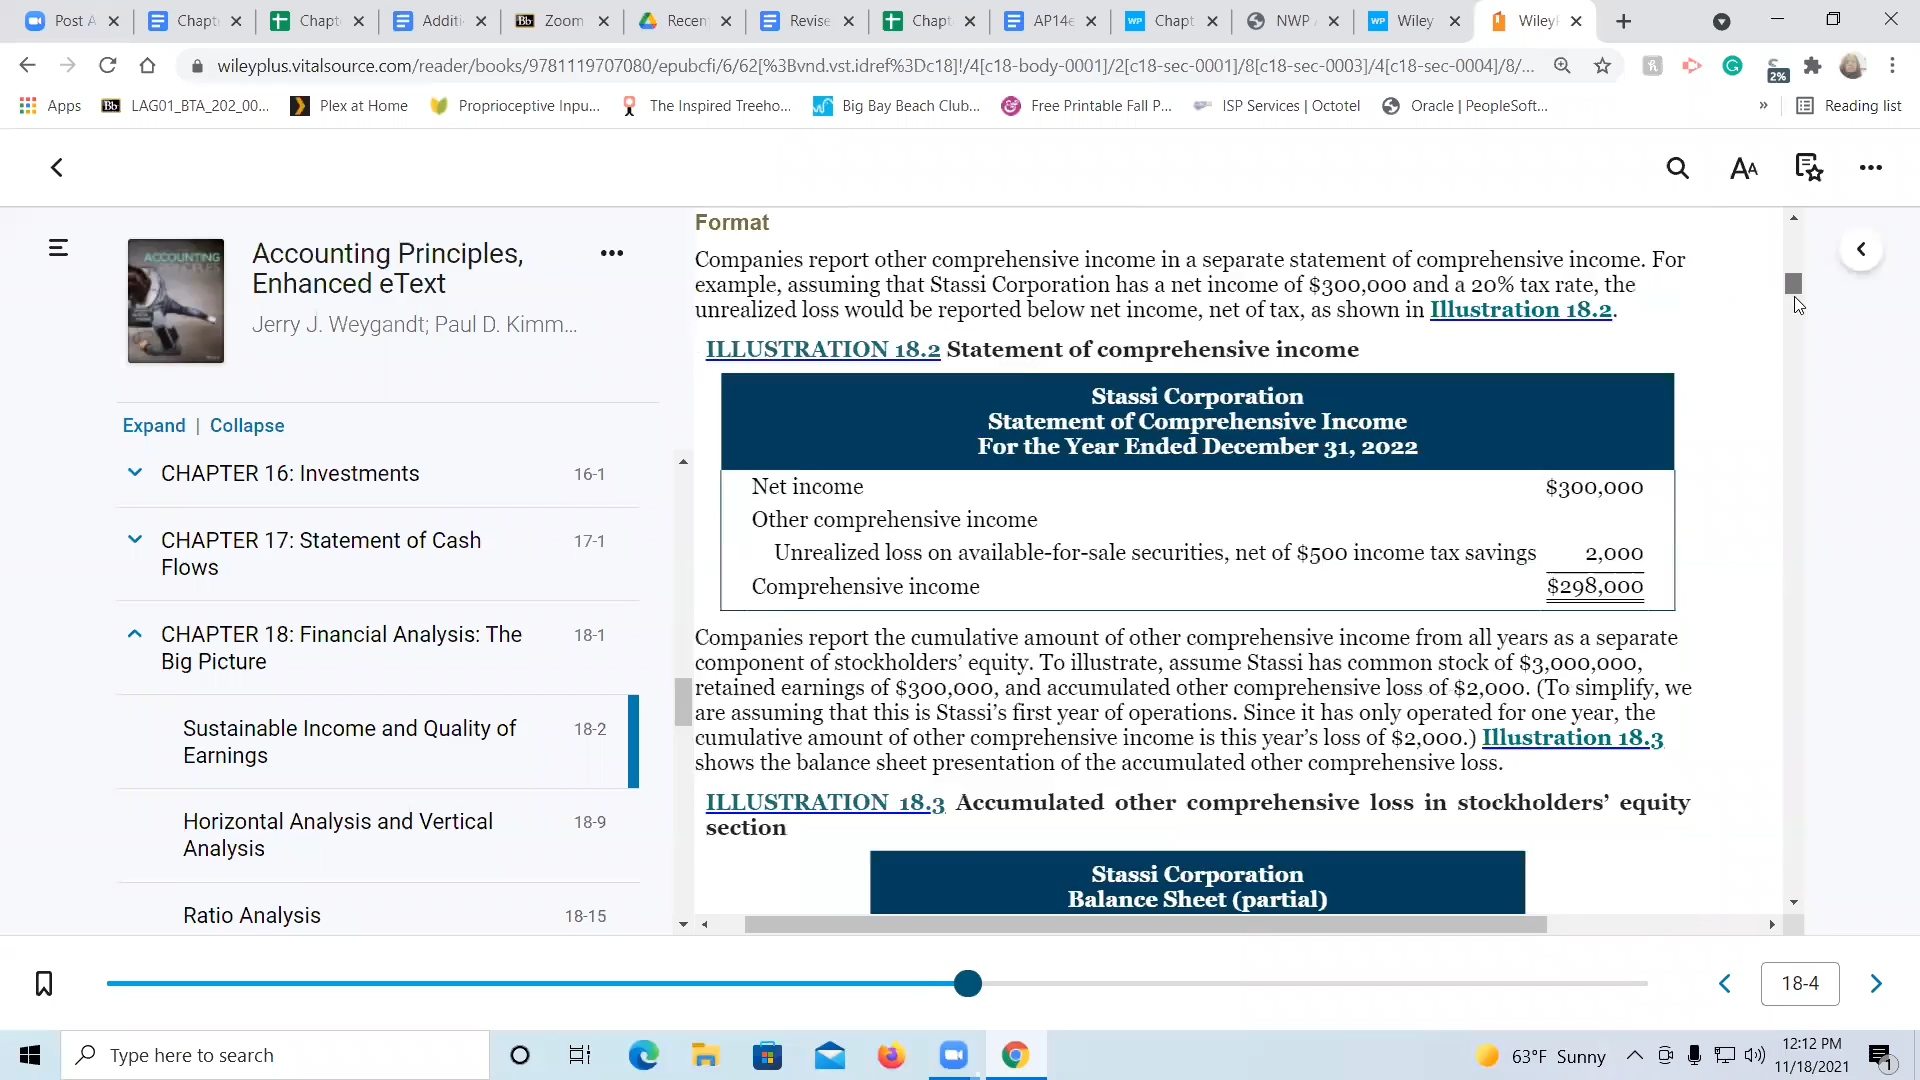 Post A
Chapt
Chapt
Additi
Bb Zoom
Recen
Revise
Chapt
AP14e
WP Chapt
NWP
WP Wiley
Wiley
wileyplus.vitalsource.com/reader/books/9781119707080/epubcfi/6/62[%3Bvnd.vst.idref%3Dc18]!/4[c18-body-0001]/2[c18-sec-0001]/8[c18-sec-0003]/4[c18-sec-0004]/8/...
2%
Apps
Bb LAG01_BTA_202_00...
Plex at Home
Proprioceptive Inpu...
The Inspired Treeho...
Big Bay Beach Club...
Free Printable Fall P...
ISP Services | Octotel
Oracle | PeopleSoft...
»
Reading list
AA
ACCOUNTING
Accounting Principles,
Enhanced eText
Jerry J. Weygandt; Paul D. Kimm...
Expand | Collapse
CHAPTER 16: Investments 16-1
CHAPTER 17: Statement of Cash 17-1
Flows
CHAPTER 18: Financial Analysis: The 18-1
Big Picture
Sustainable Income and Quality of 18-2
Earnings
Horizontal Analysis and Vertical 18-9
Analysis
Ratio Analysis 18-15
Format
Companies report other comprehensive income in a separate statement of comprehensive income. For
example, assuming that Stassi Corporation has a net income of $300,000 and a 20% tax rate, the
unrealized loss would be reported below net income, net of tax, as shown in Illustration 18.2.
ILLUSTRATION 18.2 Statement of comprehensive income
Stassi Corporation
Statement of Comprehensive Income
For the Year Ended December 31, 2022
Net income $300,000
Other comprehensive income
Unrealized loss on available-for-sale securities, net of $500 income tax savings 2,000
Comprehensive income $298,000
Companies report the cumulative amount of other comprehensive income from all years as a separate
component of stockholders’ equity. To illustrate, assume Stassi has common stock of $3,000,000,
retained earnings of $300,000, and accumulated other comprehensive loss of $2,000. (To simplify, we
are assuming that this is Stassi’s first year of operations. Since it has only operated for one year, the
cumulative amount of other comprehensive income is this year’s loss of $2,000.) Illustration 18.3
shows the balance sheet presentation of the accumulated other comprehensive loss.
ILLUSTRATION 18.3 Accumulated other comprehensive loss in stockholders’ equity
section
Stassi Corporation
Balance Sheet (partial)
18-4
Type here to search
63°F Sunny
12:12 PM
11/18/2021
1